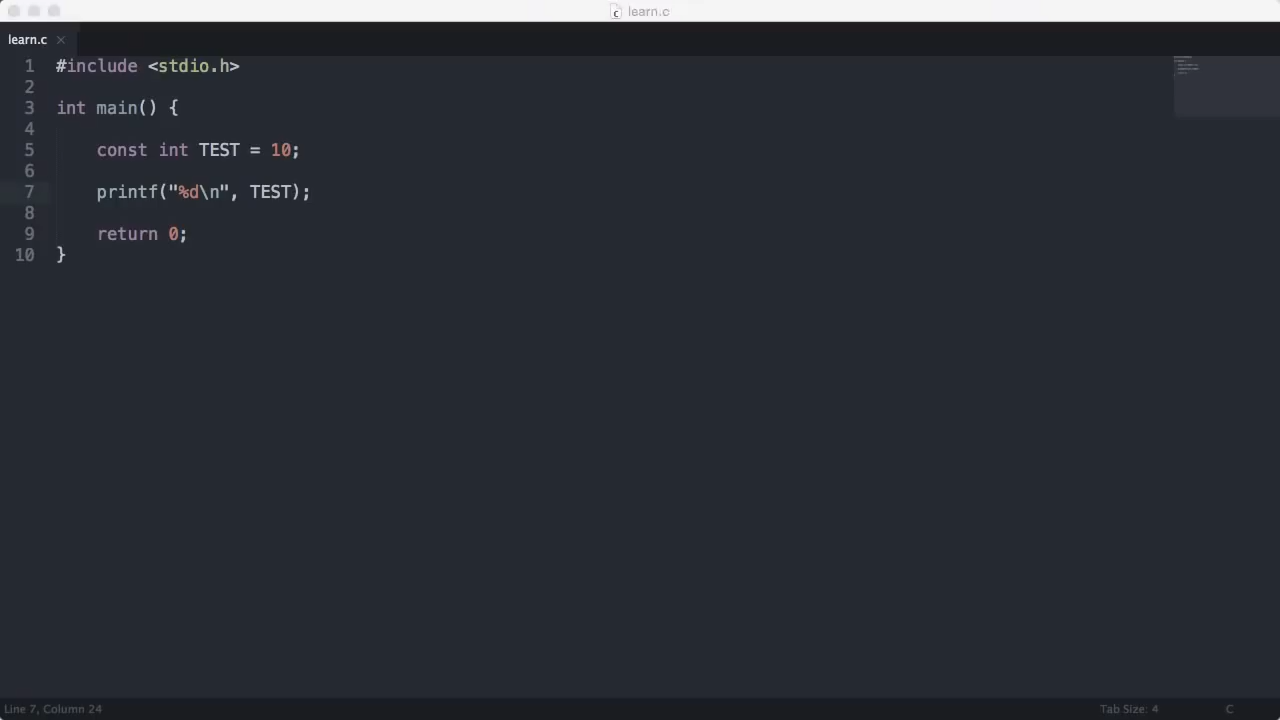 learn.c
learn.c ×
1 #include <stdio.h>
2
3 int main() {
4
5     const int TEST = 10;
6
7     printf("%d\n", TEST);
8
9     return 0;
10 }
Line 7, Column 24 Tab Size: 4 C